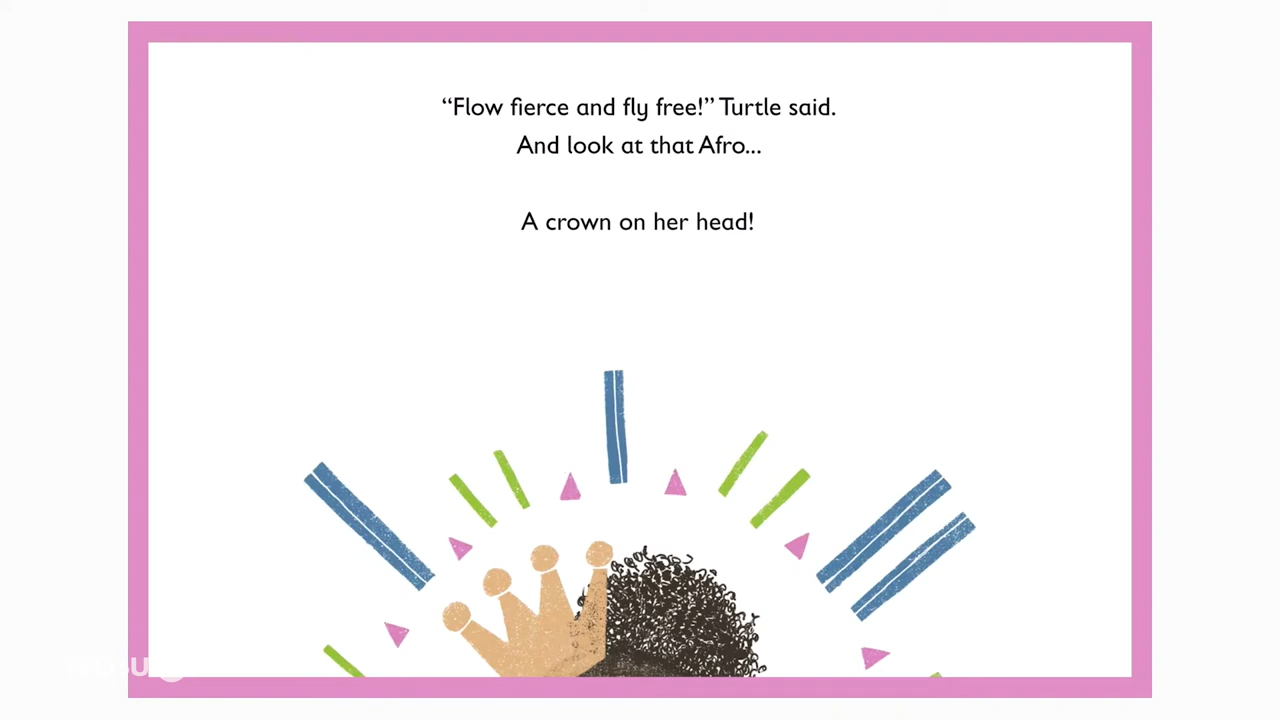 “Flow fierce and fly free!” Turtle said.
And look at that Afro...
A crown on her head!